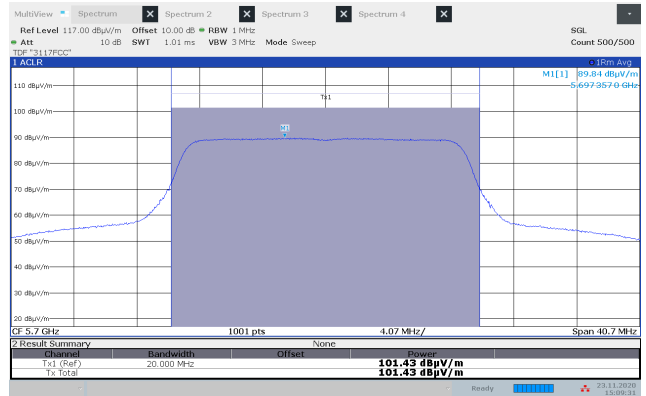 MultiView Spectrum Spectrum 2 Spectrum 3 Spectrum 4
Ref Level 117.00 dBµV/m Offset 10.00 dB RBW 1 MHz SGL
Att 10 dB SWT 1.01 ms VBW 3 MHz Mode Sweep Count 500/500
TDF "3117FCC"
1 ACLR 1Rm Avg
M1[1] 89.84 dBµV/m
5.6973570 GHz
110 dBµV/m
Tx1
100 dBµV/m
M1
90 dBµV/m
80 dBµV/m
70 dBµV/m
60 dBµV/m
50 dBµV/m
40 dBµV/m
30 dBµV/m
20 dBµV/m
CF 5.7 GHz 1001 pts 4.07 MHz/ Span 40.7 MHz
2 Result Summary None
Channel Bandwidth Offset Power
Tx1 (Ref) 20.000 MHz 101.43 dBµV/m
Tx Total 101.43 dBµV/m
Ready 23.11.2020
15:09:31